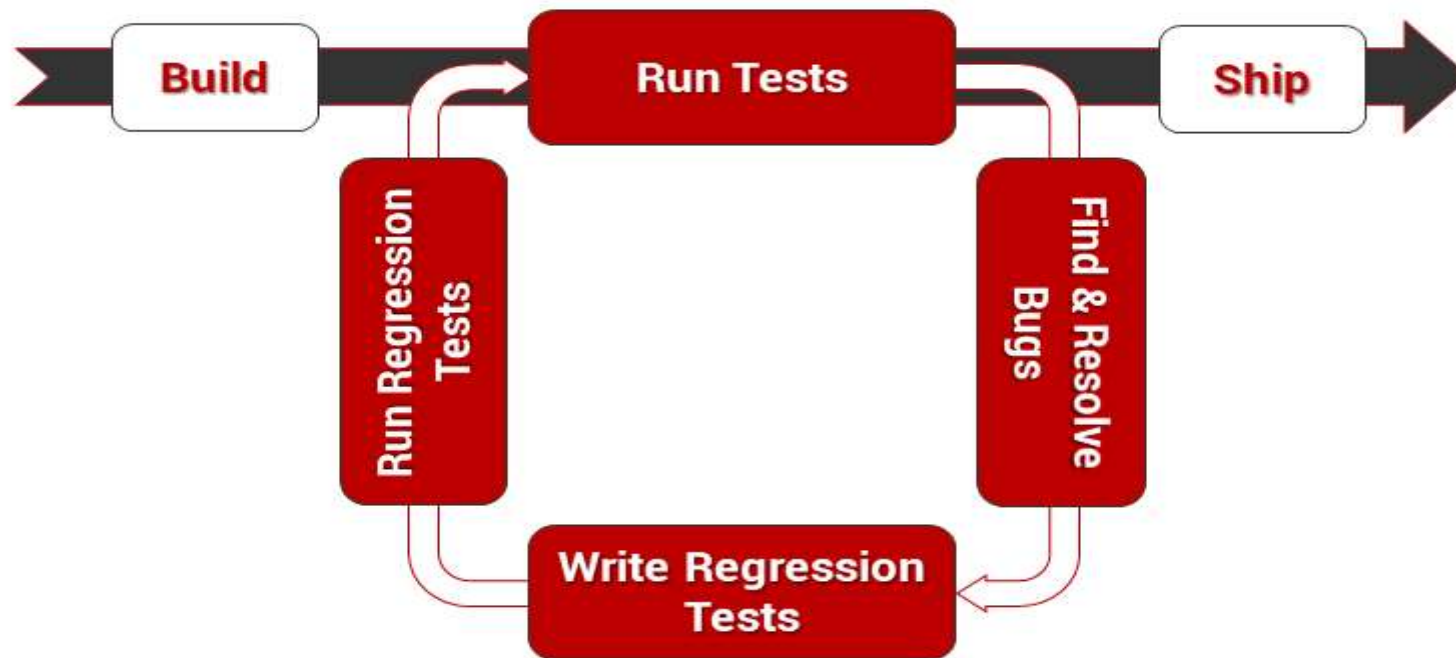 Build
Run Tests
Ship
Run Regression
Tests
Find & Resolve
Bugs
Write Regression
Tests